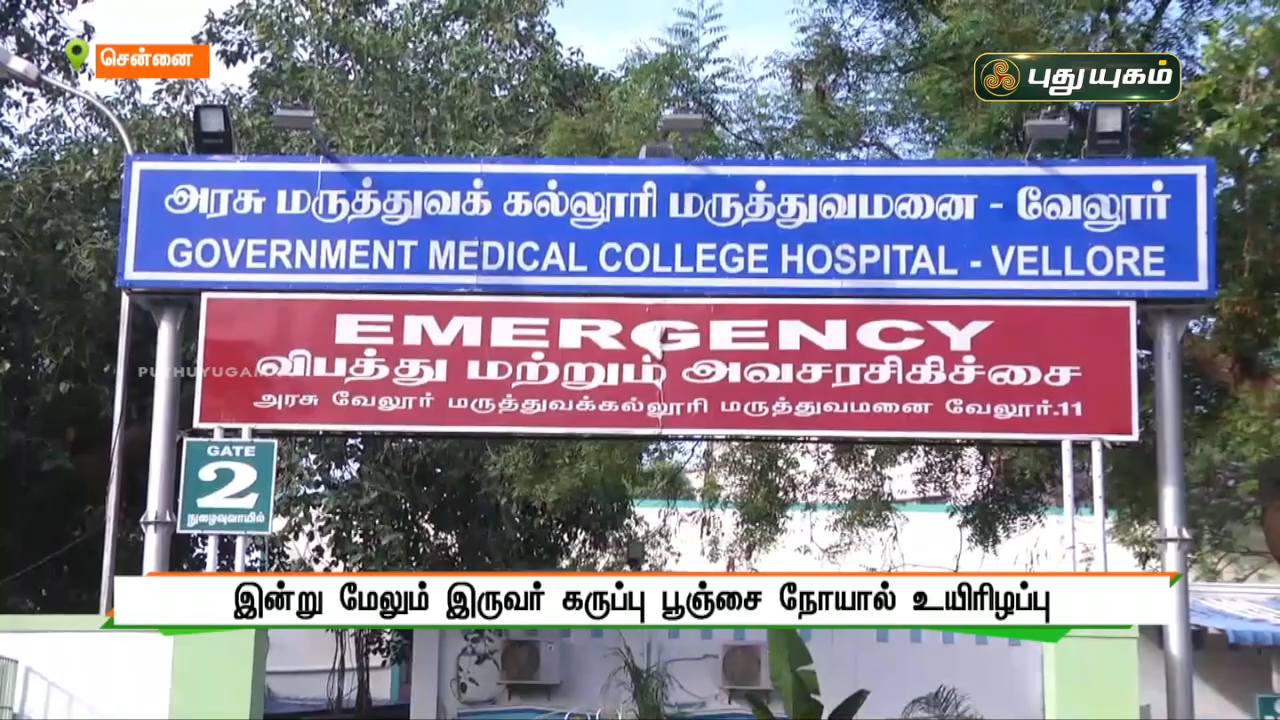 சென்னை
புதுயுகம்
அரசு மருத்துவக் கல்லூரி மருத்துவமனை - வேலூர்
GOVERNMENT MEDICAL COLLEGE HOSPITAL - VELLORE
EMERGENCY
விபத்து மற்றும் அவசரசிகிச்சை
அரசு வேலூர் மருத்துவக்கல்லூரி மருத்துவமனை வேலூர்.11
GATE
2
நுழைவுவாயில்
இன்று மேலும் இருவர் கருப்பு பூஞ்சை நோயால் உயிரிழப்பு
2